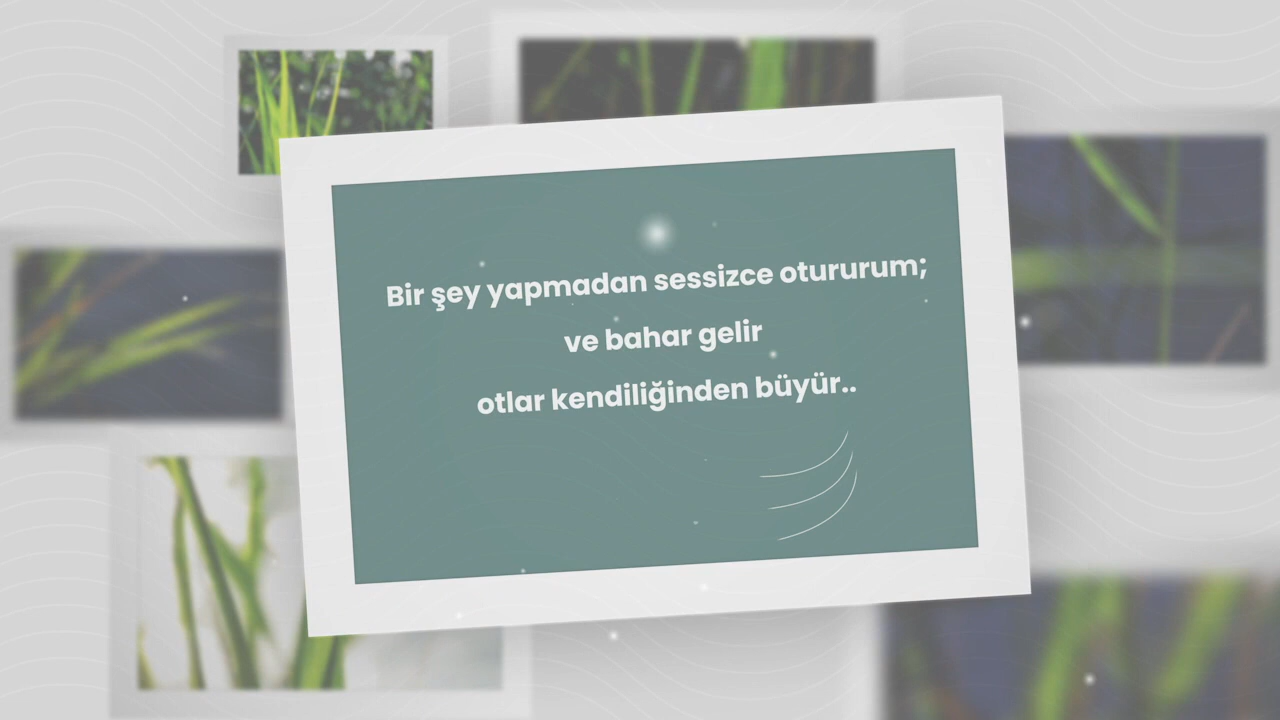 Bir şey yapmadan sessizce otururum;
ve bahar gelir
otlar kendiliğinden büyür..